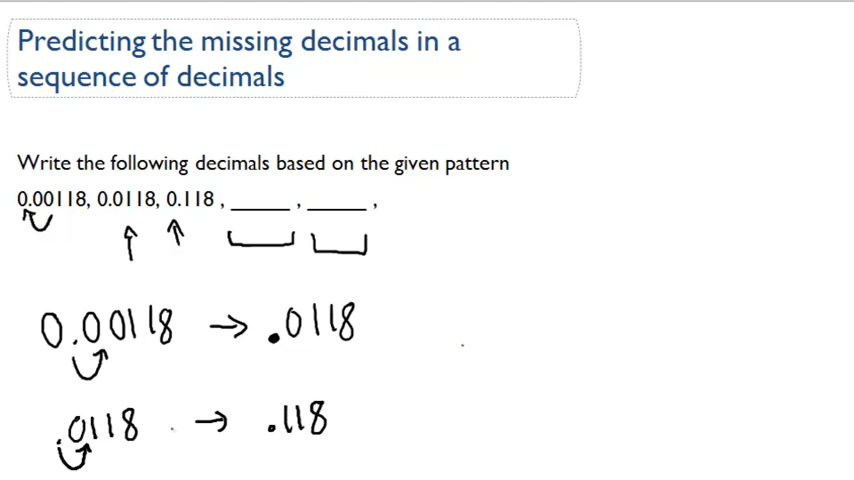 Predicting the missing decimals in a
sequence of decimals
Write the following decimals based on the given pattern
0.00118, 0.0118, 0.118 , _____ , _____ ,
0.00118 → .0118
.0118 → .118